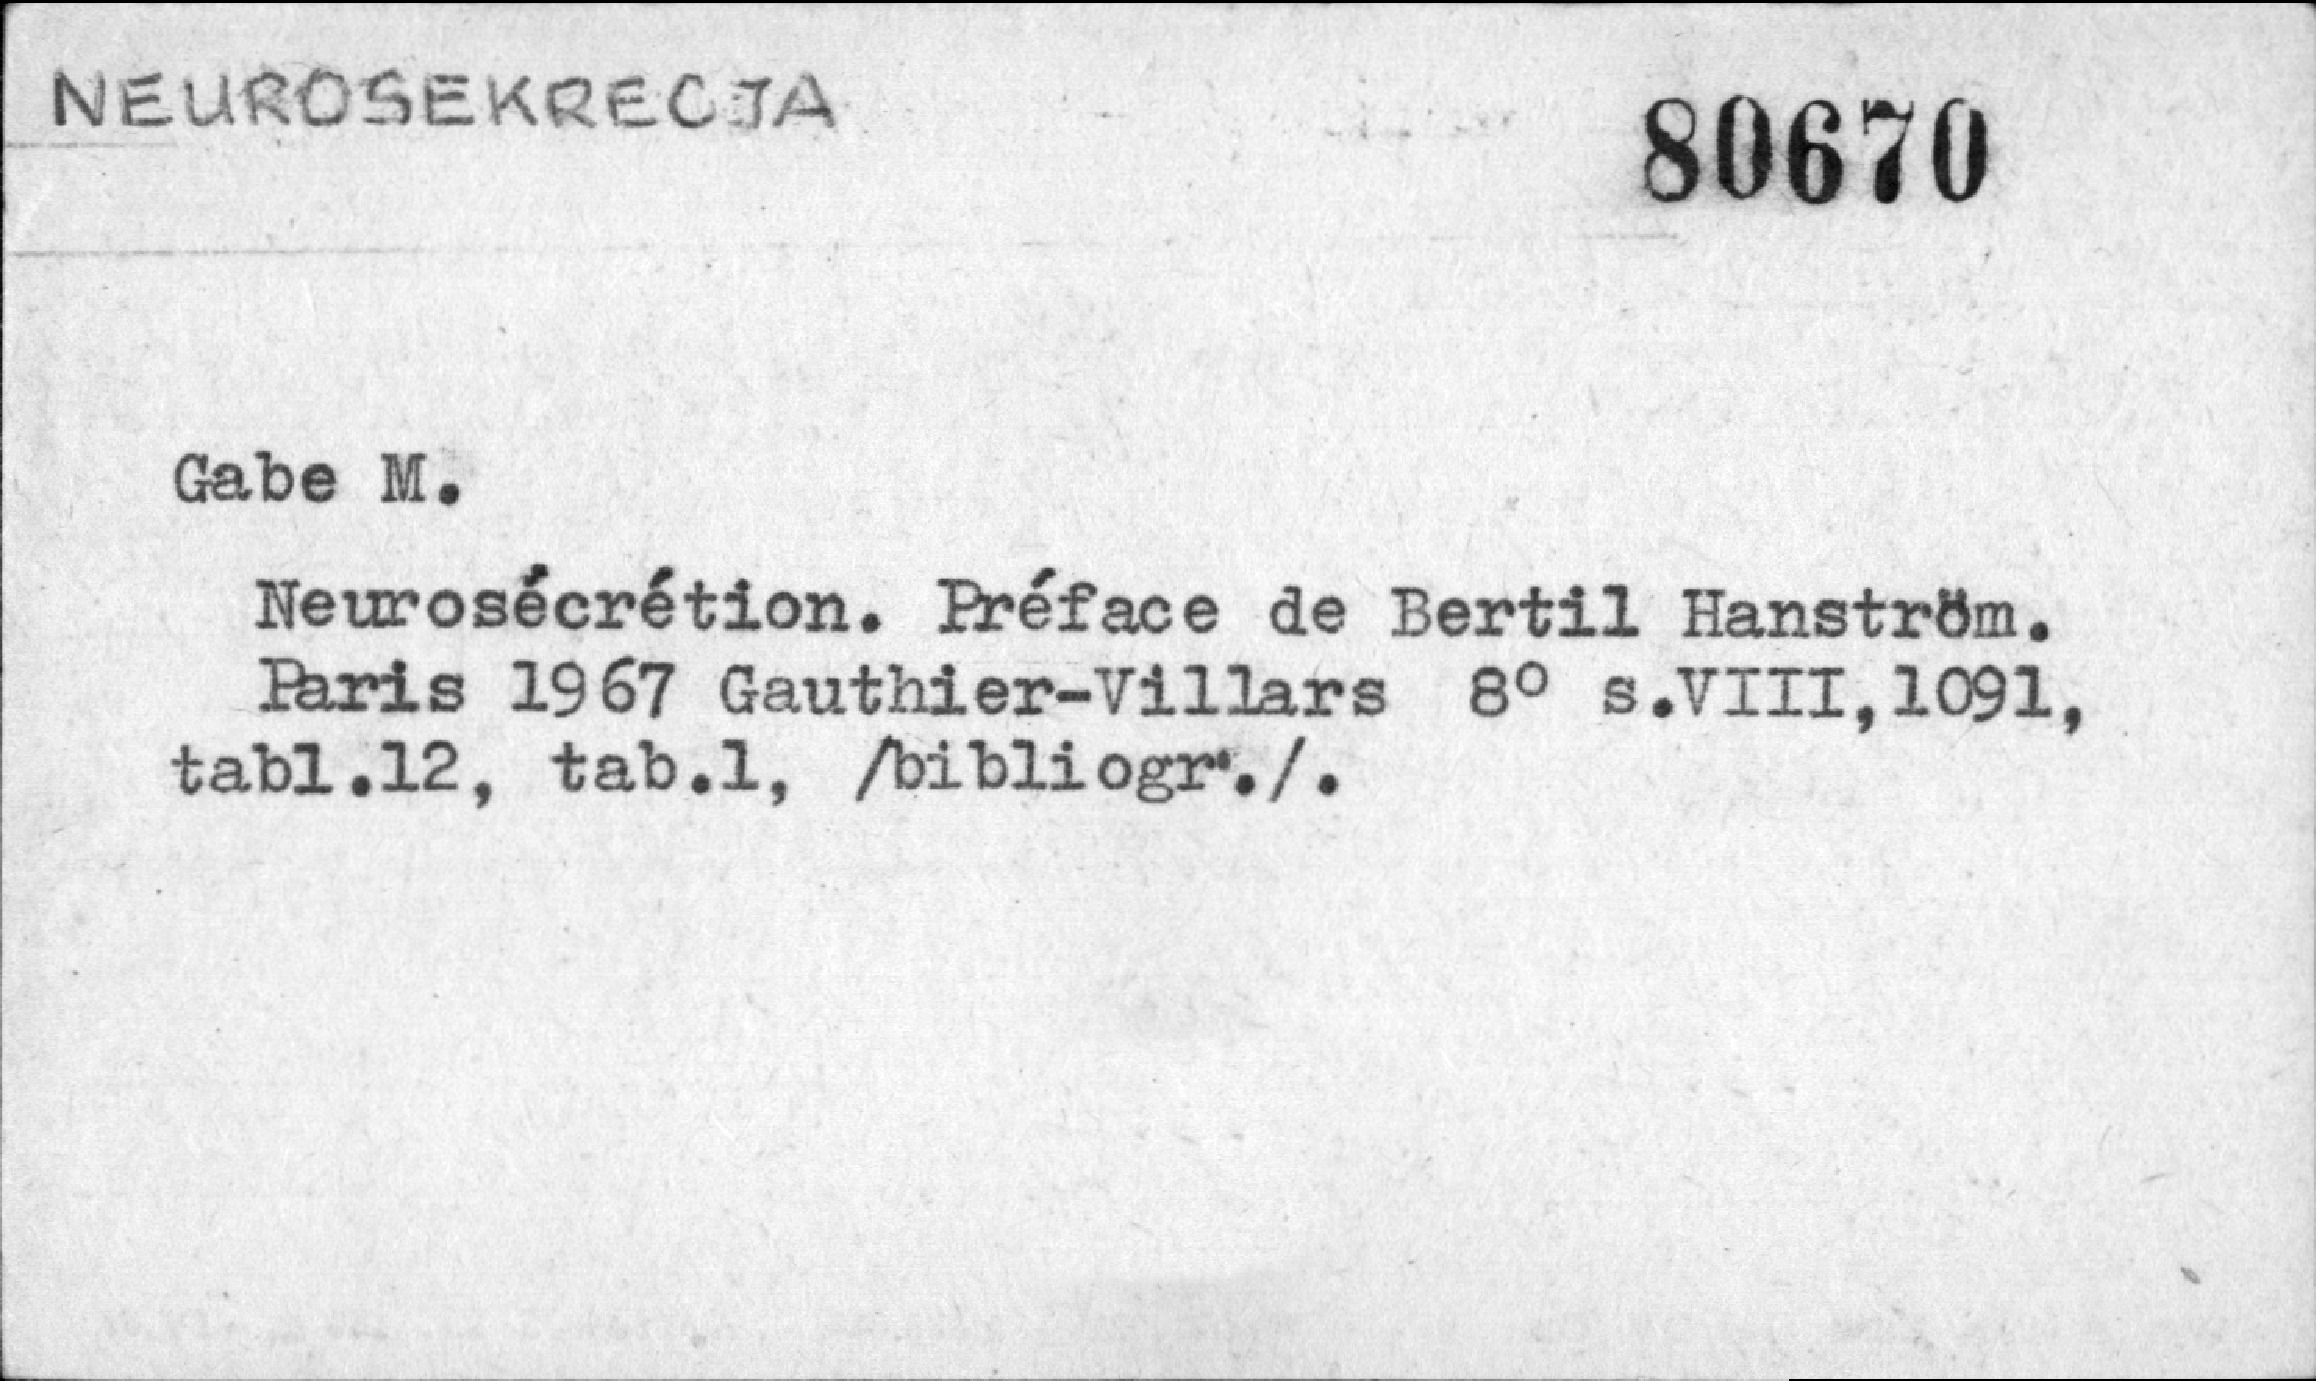 NEUROSEKRECJA
80670
Gabe M.
Neurosécrétion. Préface de Bertil Hanström.
Paris 1967 Gauthier-Villars 8° s.VIII,1091,
tabl.12, tab.1, /bibliogr./.